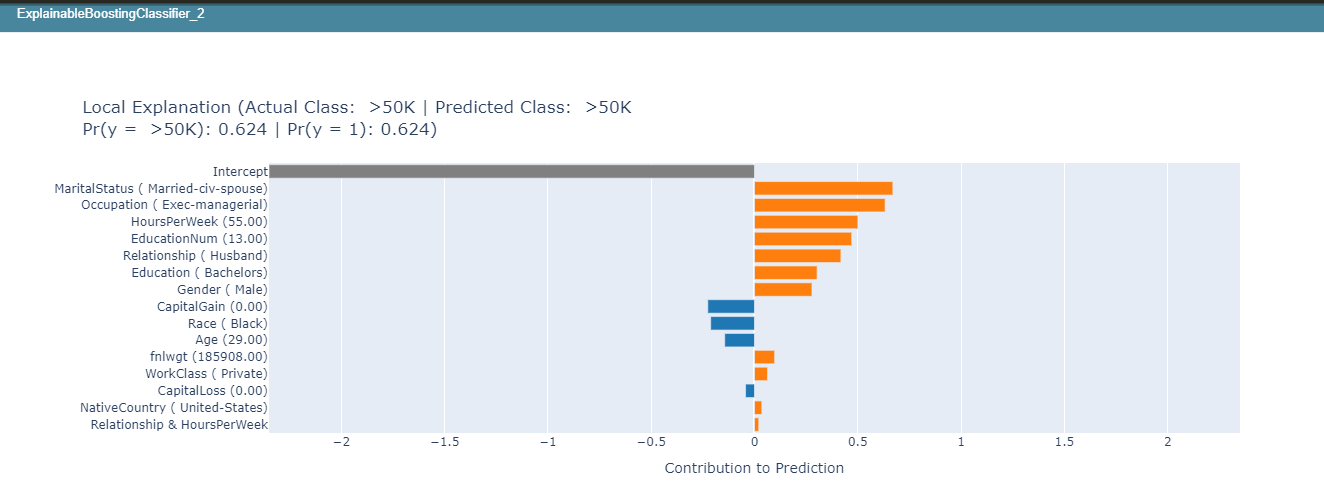 ExplainableBoostingClassifier_2
Local Explanation (Actual Class:  >50K | Predicted Class:  >50K
Pr(y =  >50K): 0.624 | Pr(y = 1): 0.624)
Intercept
MaritalStatus ( Married-civ-spouse)
Occupation ( Exec-managerial)
HoursPerWeek (55.00)
EducationNum (13.00)
Relationship ( Husband)
Education ( Bachelors)
Gender ( Male)
CapitalGain (0.00)
Race ( Black)
Age (29.00)
fnlwgt (185908.00)
WorkClass ( Private)
CapitalLoss (0.00)
NativeCountry ( United-States)
Relationship & HoursPerWeek
−2 −1.5 −1 −0.5 0 0.5 1 1.5 2
Contribution to Prediction